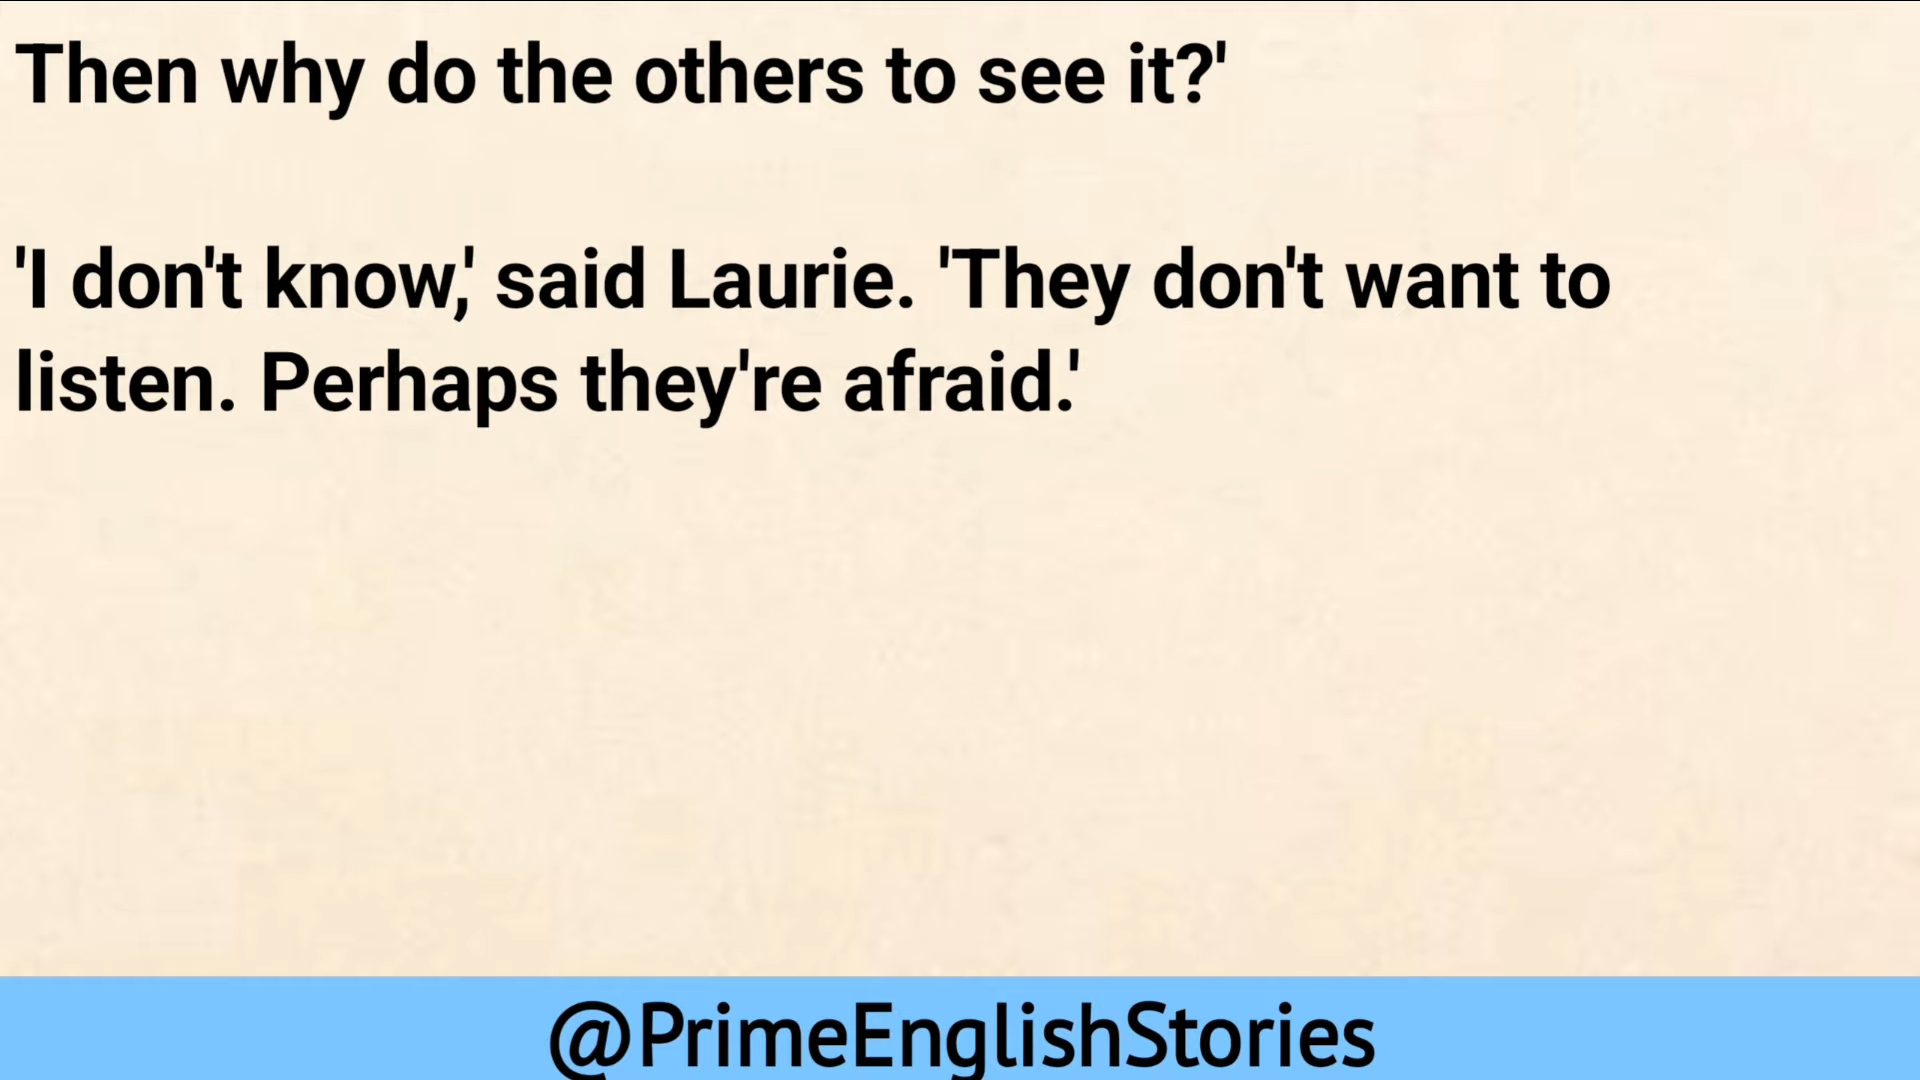 Then why do the others to see it?'
'I don't know,' said Laurie. 'They don't want to
listen. Perhaps they're afraid.'
@PrimeEnglishStories